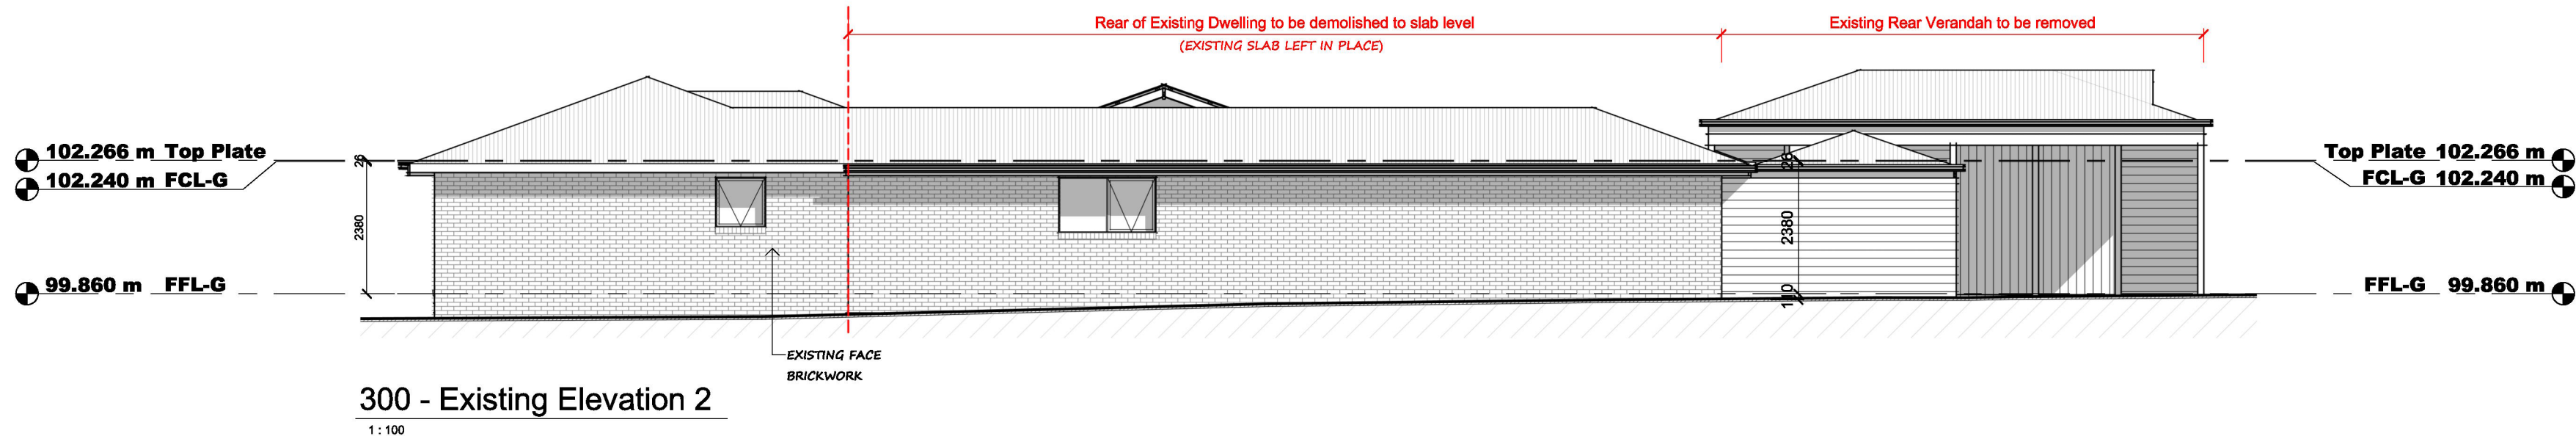 Rear of Existing Dwelling to be demolished to slab level
(EXISTING SLAB LEFT IN PLACE)
Existing Rear Verandah to be removed
102.266 m Top Plate
102.240 m FCL-G
99.860 m FFL-G
26
2380
26
2380
110
Top Plate 102.266 m
FCL-G 102.240 m
FFL-G 99.860 m
EXISTING FACE
BRICKWORK
300 - Existing Elevation 2
1 : 100